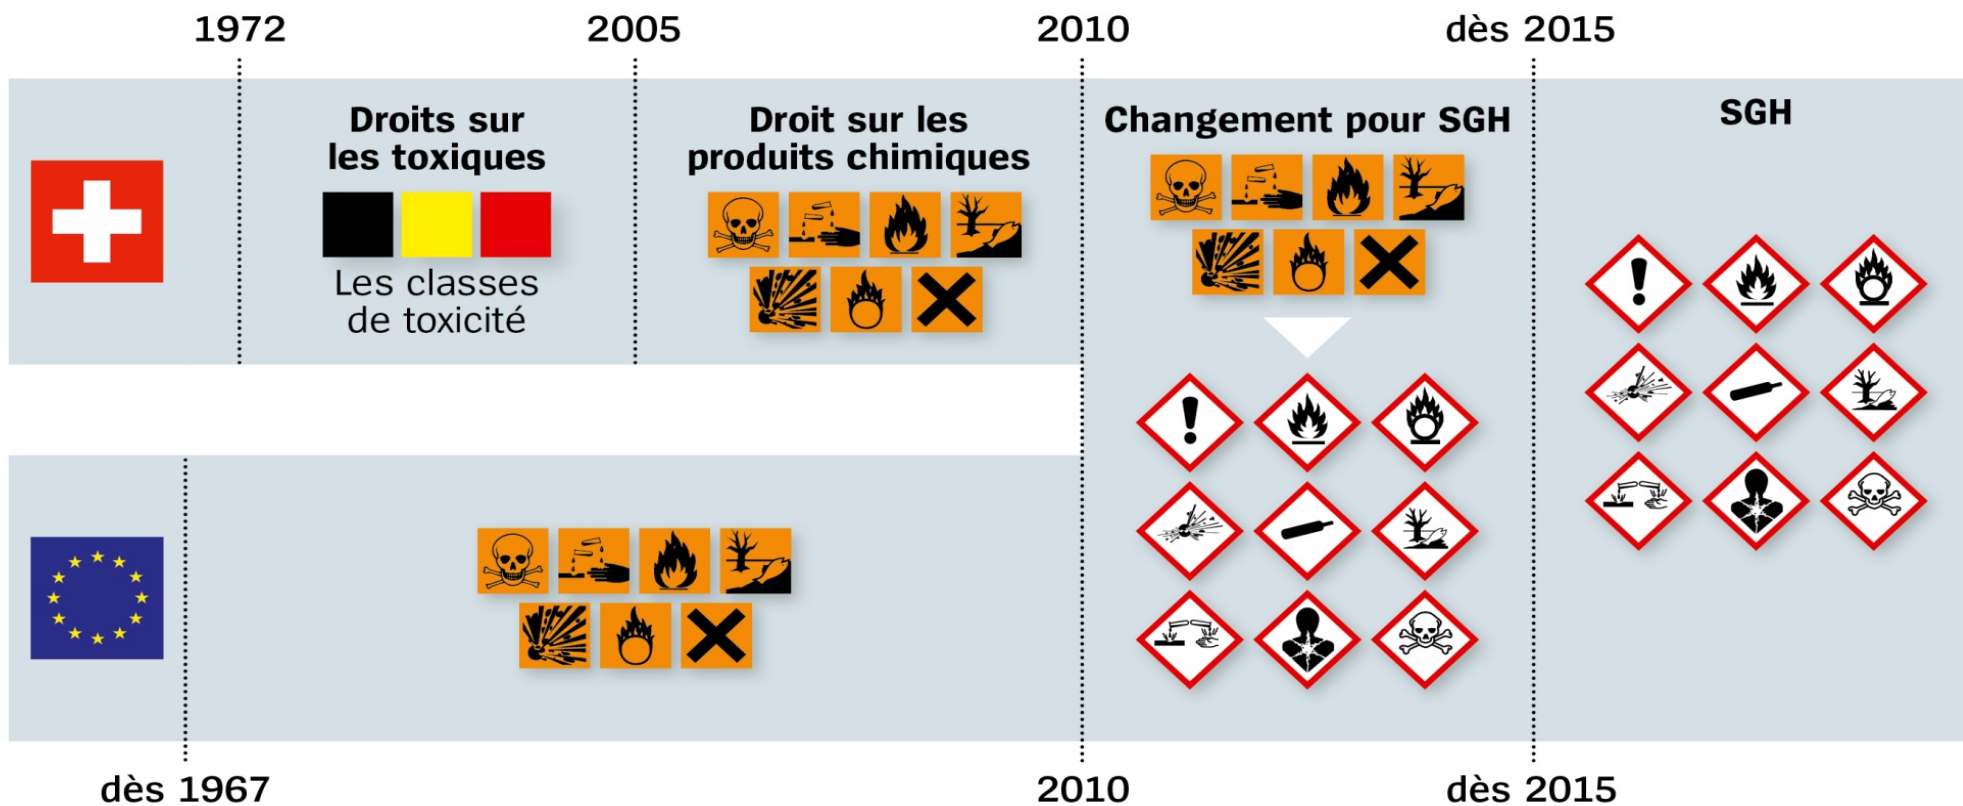 1972
2005
2010
dès 2015
Droits sur
les toxiques
Les classes
de toxicité
Droit sur les
produits chimiques
Changement pour SGH
SGH
dès 1967
2010
dès 2015